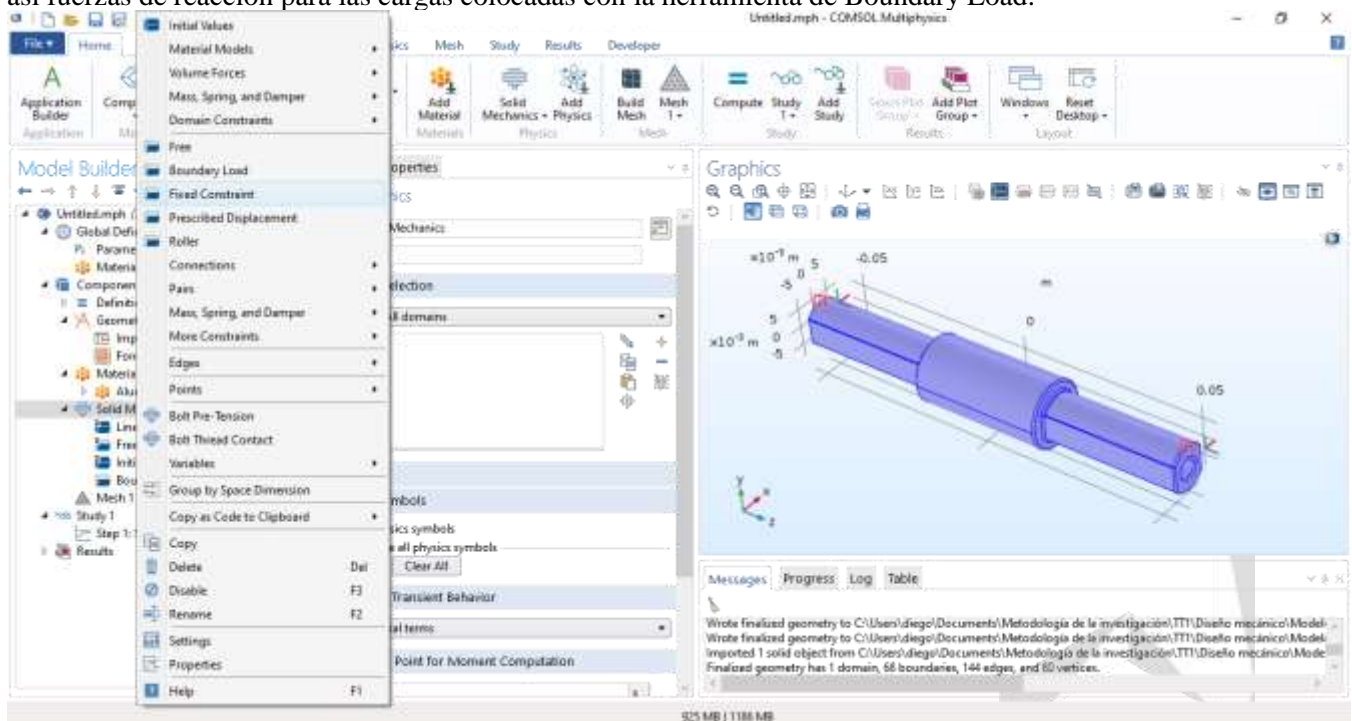 así fuerzas de reacción para las cargas colocadas con la herramienta de Boundary Load.
Untitled.mph - COMSOL Multiphysics
File
Home
Mesh
Study
Results
Developer
Application
Builder
Add
Material
Solid
Mechanics
Add
Physics
Build
Mesh
Mesh
1
Compute
Study
1
Add
Study
Add Plot
Group
Windows
Reset
Desktop
Application
Materials
Physics
Mesh
Study
Results
Layout
Initial Values
Material Models
Volume Forces
Mass, Spring, and Damper
Domain Constraints
Free
Boundary Load
Fixed Constraint
Prescribed Displacement
Roller
Connections
Pairs
Mass, Spring, and Damper
More Constraints
Edges
Points
Bolt Pre-Tension
Bolt Thread Contact
Variables
Group by Space Dimension
Copy as Code to Clipboard
Copy
Delete Del
Disable F3
Rename F2
Settings
Properties
Help F1
Model Builder
Untitled.mph
Global Defi
Parame
Materia
Componen
Definiti
Geomet
Imp
For
Materia
Alu
Solid M
Line
Free
Initi
Bou
Mesh 1
Study 1
Step 1:
Results
operties
Mechanics
election
ll domains
mbols
sics symbols
all physics symbols
Clear All
Transient Behavior
ial terms
Point for Moment Computation
Graphics
×10⁻³ m
5
0
-5
-0.05
m
0
0.05
5
0
-5
×10⁻³ m
y
x
z
Messages
Progress
Log
Table
Wrote finalized geometry to C:\Users\diego\Documents\Metodología de la investigación\TT1\Diseño mecánico\Model-
Wrote finalized geometry to C:\Users\diego\Documents\Metodología de la investigación\TT1\Diseño mecánico\Model-
Imported 1 solid object from C:\Users\diego\Documents\Metodología de la investigación\TT1\Diseño mecánico\Mode
Finalized geometry has 1 domain, 68 boundaries, 144 edges, and 80 vertices.
925 MB | 1186 MB